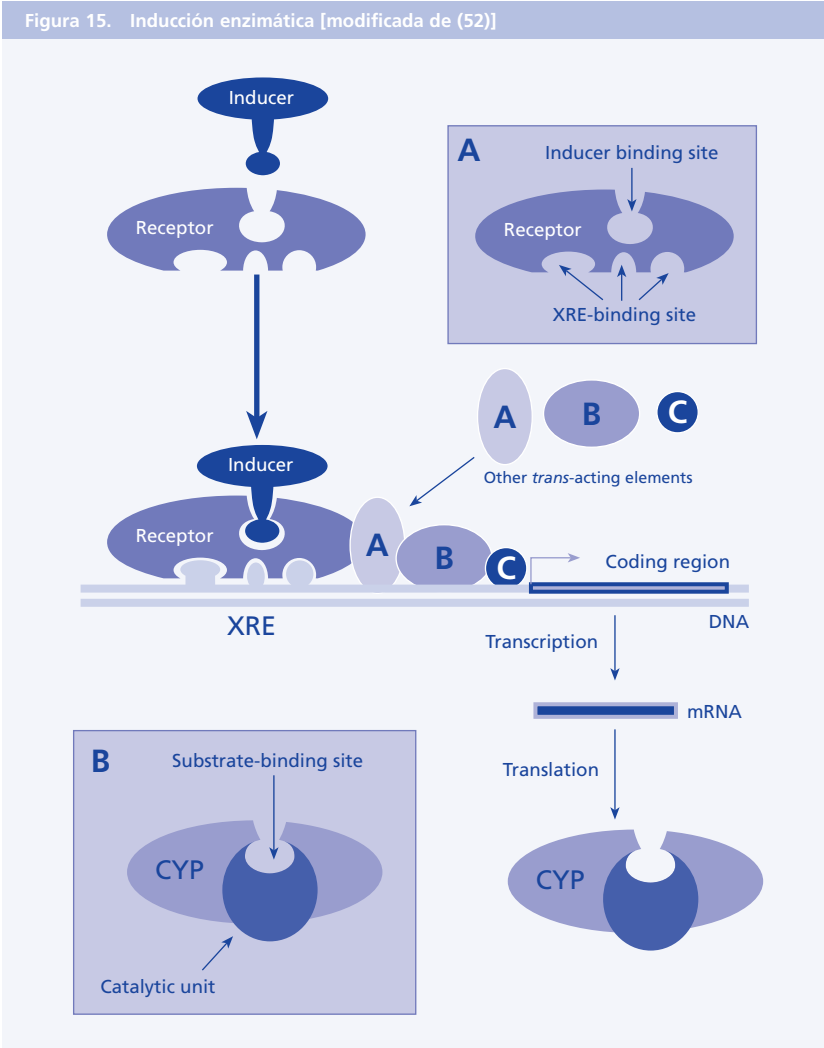 Figura 15. Inducción enzimática [modificada de (52)]
Inducer
Receptor
A
Inducer binding site
Receptor
XRE-binding site
A
B
C
Other trans-acting elements
Inducer
Receptor
A
B
C
Coding region
XRE
DNA
Transcription
mRNA
Translation
CYP
B
Substrate-binding site
CYP
Catalytic unit